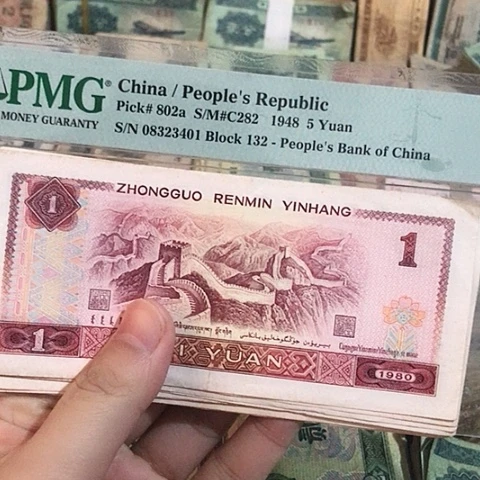 PMG
MONEY GUARANTY
China / People's Republic
Pick# 802a S/M#C282 1948 5 Yuan
S/N 08323401 Block 132 - People's Bank of China
ZHONGGUO RENMIN YINHANG
1
1
1
YI YUAN
1980